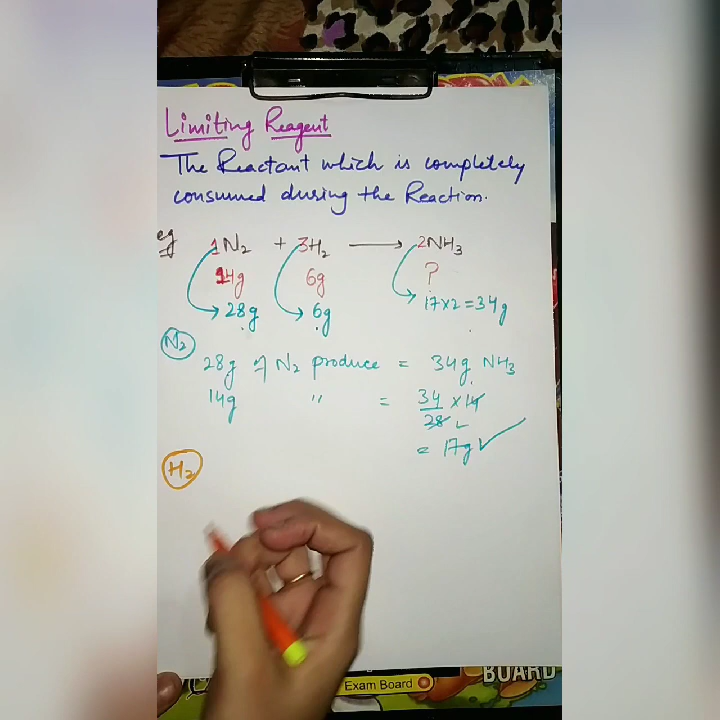 Limiting Reagent
The Reactant which is completely
consumed during the Reaction.
eg 1N₂ + 3H₂ → 2NH₃
14g 6g ?
28g 6g 17×2=34g
N₂
28g of N₂ produce = 34g NH₃
14g " = 34/28 × 14
= 17g ✓
H₂
Exam Board
BOARD